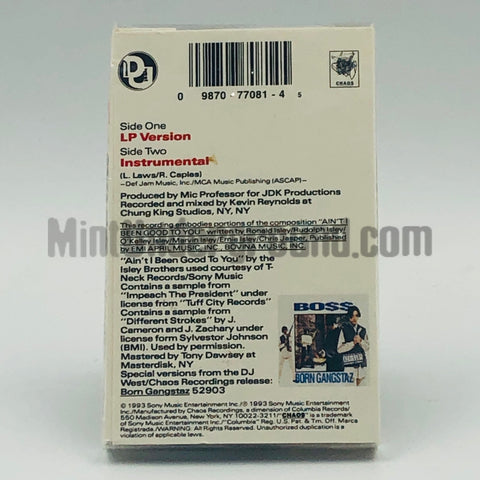 0 9870 77081-4 5
CHAOS
Side One
LP Version
Side Two
Instrumental
(L. Laws/R. Caples)
–Def Jam Music, Inc./MCA Music Publishing (ASCAP)–
Produced by Mic Professor for JDK Productions
Recorded and mixed by Kevin Reynolds at
Chung King Studios, NY, NY
This recording embodies portions of the composition "AIN'T I
BEEN GOOD TO YOU" written by Ronald Isley/Rudolph Isley/
O'Kelley Isley/Marvin Isley/Ernie Isley/Chris Jasper. Published
by EMI APRIL MUSIC, INC., BOVINA MUSIC, INC.
"Ain't I Been Good To You" by the
Isley Brothers used courtesy of T-
Neck Records/Sony Music
Contains a sample from
"Impeach The President" under
license from "Tuff City Records"
Contains a sample from
"Different Strokes" by J.
Cameron and J. Zachary under
license form Sylvestor Johnson
(BMI). Used by permission.
Mastered by Tony Dawsey at
Masterdisk, NY
Special versions from the DJ
West/Chaos Recordings release:
Born Gangstaz 52903
BO$$
BORN GANGSTAZ
© 1993 Sony Music Entertainment Inc./℗ 1993 Sony Music Entertainment
Inc./Manufactured by Chaos Recordings, a dimension of Columbia Records/
550 Madison Avenue, New York, NY 10022-3211/"CHAOS" is a trademark
of Sony Music Entertainment Inc./"Columbia" Reg. U.S. Pat. & Tm. Off. Marca
Registrada./WARNING: All Rights Reserved. Unauthorized duplication is a
violation of applicable laws.